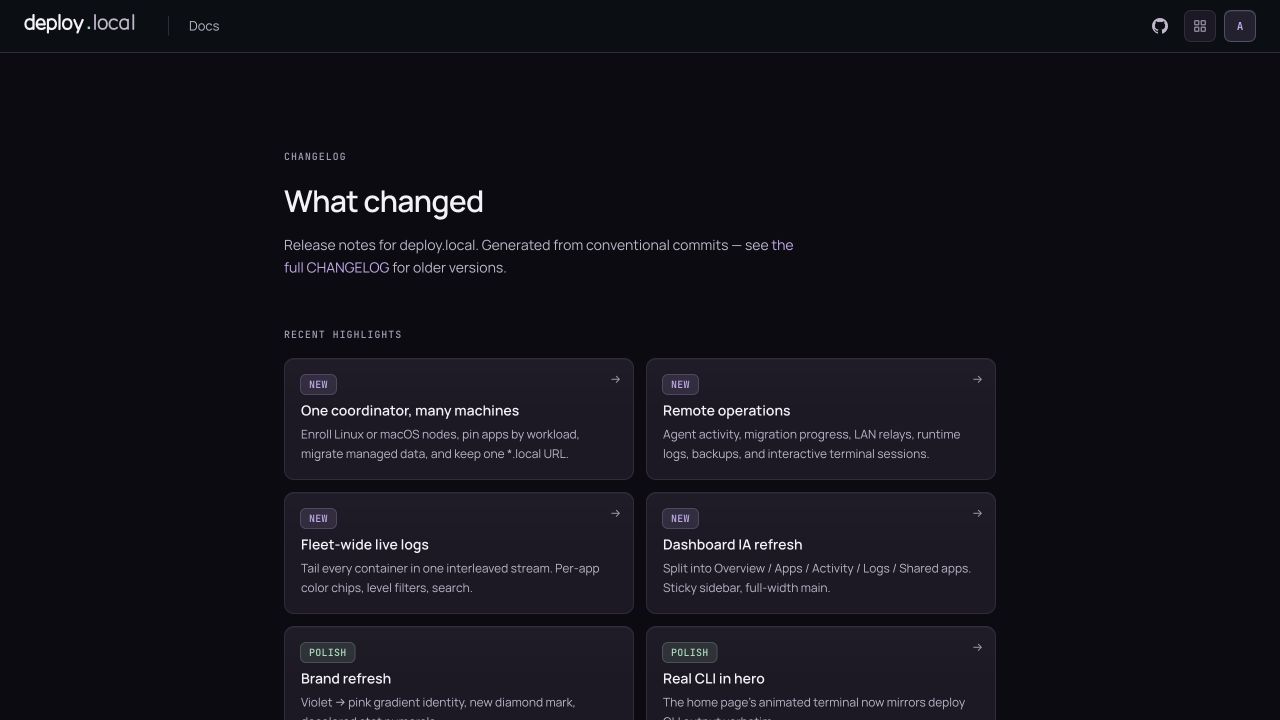 deploy.local
Docs
A
CHANGELOG
What changed
Release notes for deploy.local. Generated from conventional commits — see the
full CHANGELOG for older versions.
RECENT HIGHLIGHTS
NEW →
One coordinator, many machines
Enroll Linux or macOS nodes, pin apps by workload,
migrate managed data, and keep one *.local URL.
NEW →
Remote operations
Agent activity, migration progress, LAN relays, runtime
logs, backups, and interactive terminal sessions.
NEW →
Fleet-wide live logs
Tail every container in one interleaved stream. Per-app
color chips, level filters, search.
NEW →
Dashboard IA refresh
Split into Overview / Apps / Activity / Logs / Shared apps.
Sticky sidebar, full-width main.
POLISH
Brand refresh
Violet → pink gradient identity, new diamond mark,
POLISH →
Real CLI in hero
The home page's animated terminal now mirrors deploy